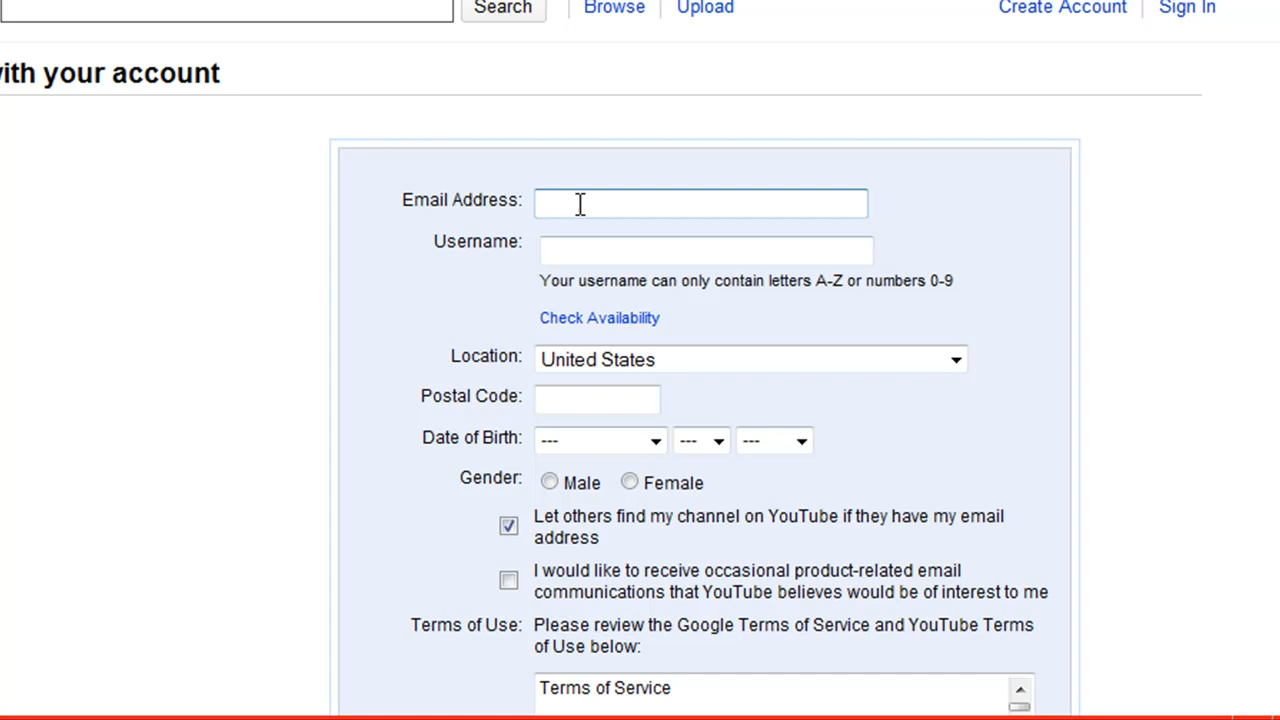 Search Browse Upload Create Account Sign In
with your account
Email Address:
Username:
Your username can only contain letters A-Z or numbers 0-9
Check Availability
Location: United States
Postal Code:
Date of Birth: --- --- ---
Gender: Male Female
Let others find my channel on YouTube if they have my email
address
I would like to receive occasional product-related email
communications that YouTube believes would be of interest to me
Terms of Use: Please review the Google Terms of Service and YouTube Terms
of Use below:
Terms of Service